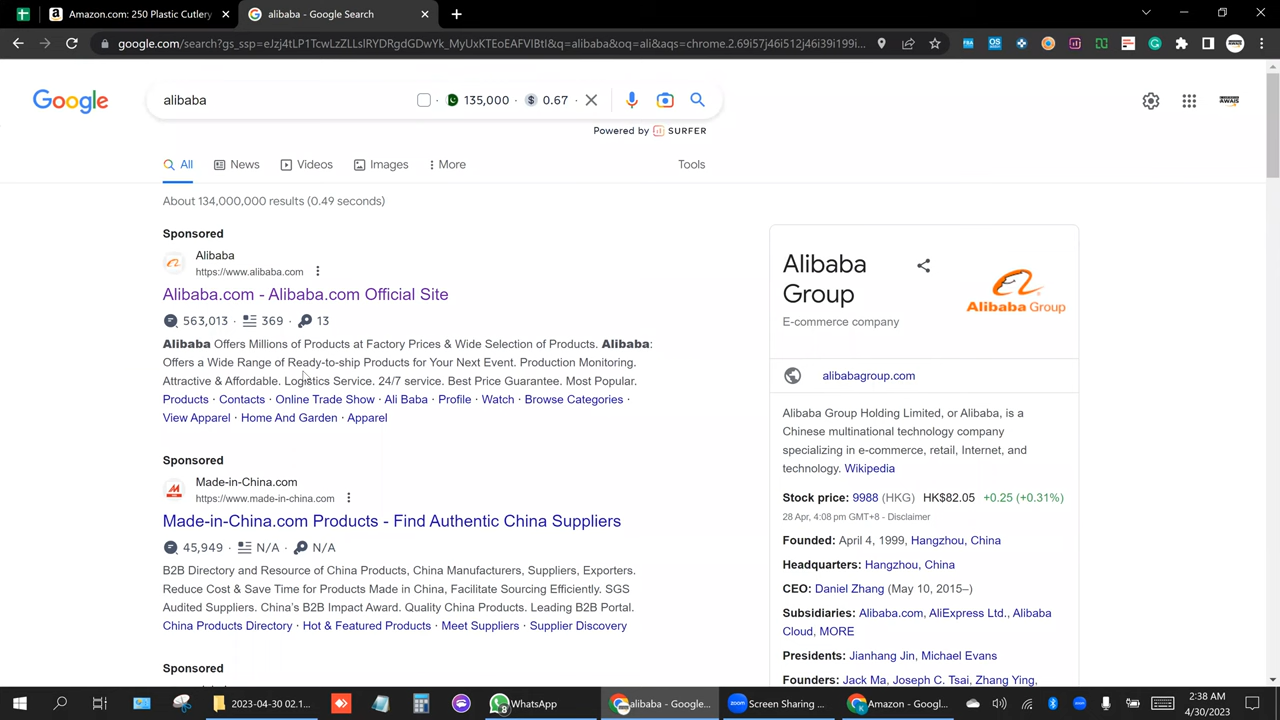 Amazon.com: 250 Plastic Cutlery
alibaba - Google Search
google.com/search?gs_ssp=eJzj4tLP1TcwLzZLLslRYDRgdGDwYk_MyUxKTEoEAFVIBtI&q=alibaba&oq=ali&aqs=chrome.2.69i57j46i512j46i39i199i...
Google
alibaba
135,000 · 0.67
Powered by SURFER
All
News
Videos
Images
More
Tools
About 134,000,000 results (0.49 seconds)
Sponsored
Alibaba
https://www.alibaba.com
Alibaba.com - Alibaba.com Official Site
563,013 · 369 · 13
Alibaba Offers Millions of Products at Factory Prices & Wide Selection of Products. Alibaba:
Offers a Wide Range of Ready-to-ship Products for Your Next Event. Production Monitoring.
Attractive & Affordable. Logistics Service. 24/7 service. Best Price Guarantee. Most Popular.
Products · Contacts · Online Trade Show · Ali Baba · Profile · Watch · Browse Categories ·
View Apparel · Home And Garden · Apparel
Sponsored
Made-in-China.com
https://www.made-in-china.com
Made-in-China.com Products - Find Authentic China Suppliers
45,949 · N/A · N/A
B2B Directory and Resource of China Products, China Manufacturers, Suppliers, Exporters.
Reduce Cost & Save Time for Products Made in China, Facilitate Sourcing Efficiently. SGS
Audited Suppliers. China's B2B Impact Award. Quality China Products. Leading B2B Portal.
China Products Directory · Hot & Featured Products · Meet Suppliers · Supplier Discovery
Sponsored
Alibaba
Group
E-commerce company
Alibaba Group
alibabagroup.com
Alibaba Group Holding Limited, or Alibaba, is a
Chinese multinational technology company
specializing in e-commerce, retail, Internet, and
technology. Wikipedia
Stock price: 9988 (HKG) HK$82.05 +0.25 (+0.31%)
28 Apr, 4:08 pm GMT+8 - Disclaimer
Founded: April 4, 1999, Hangzhou, China
Headquarters: Hangzhou, China
CEO: Daniel Zhang (May 10, 2015–)
Subsidiaries: Alibaba.com, AliExpress Ltd., Alibaba
Cloud, MORE
Presidents: Jianhang Jin, Michael Evans
Founders: Jack Ma, Joseph C. Tsai, Zhang Ying,
2023-04-30 02.1...
WhatsApp
alibaba - Google...
Screen Sharing ...
Amazon - Googl...
2:38 AM
4/30/2023